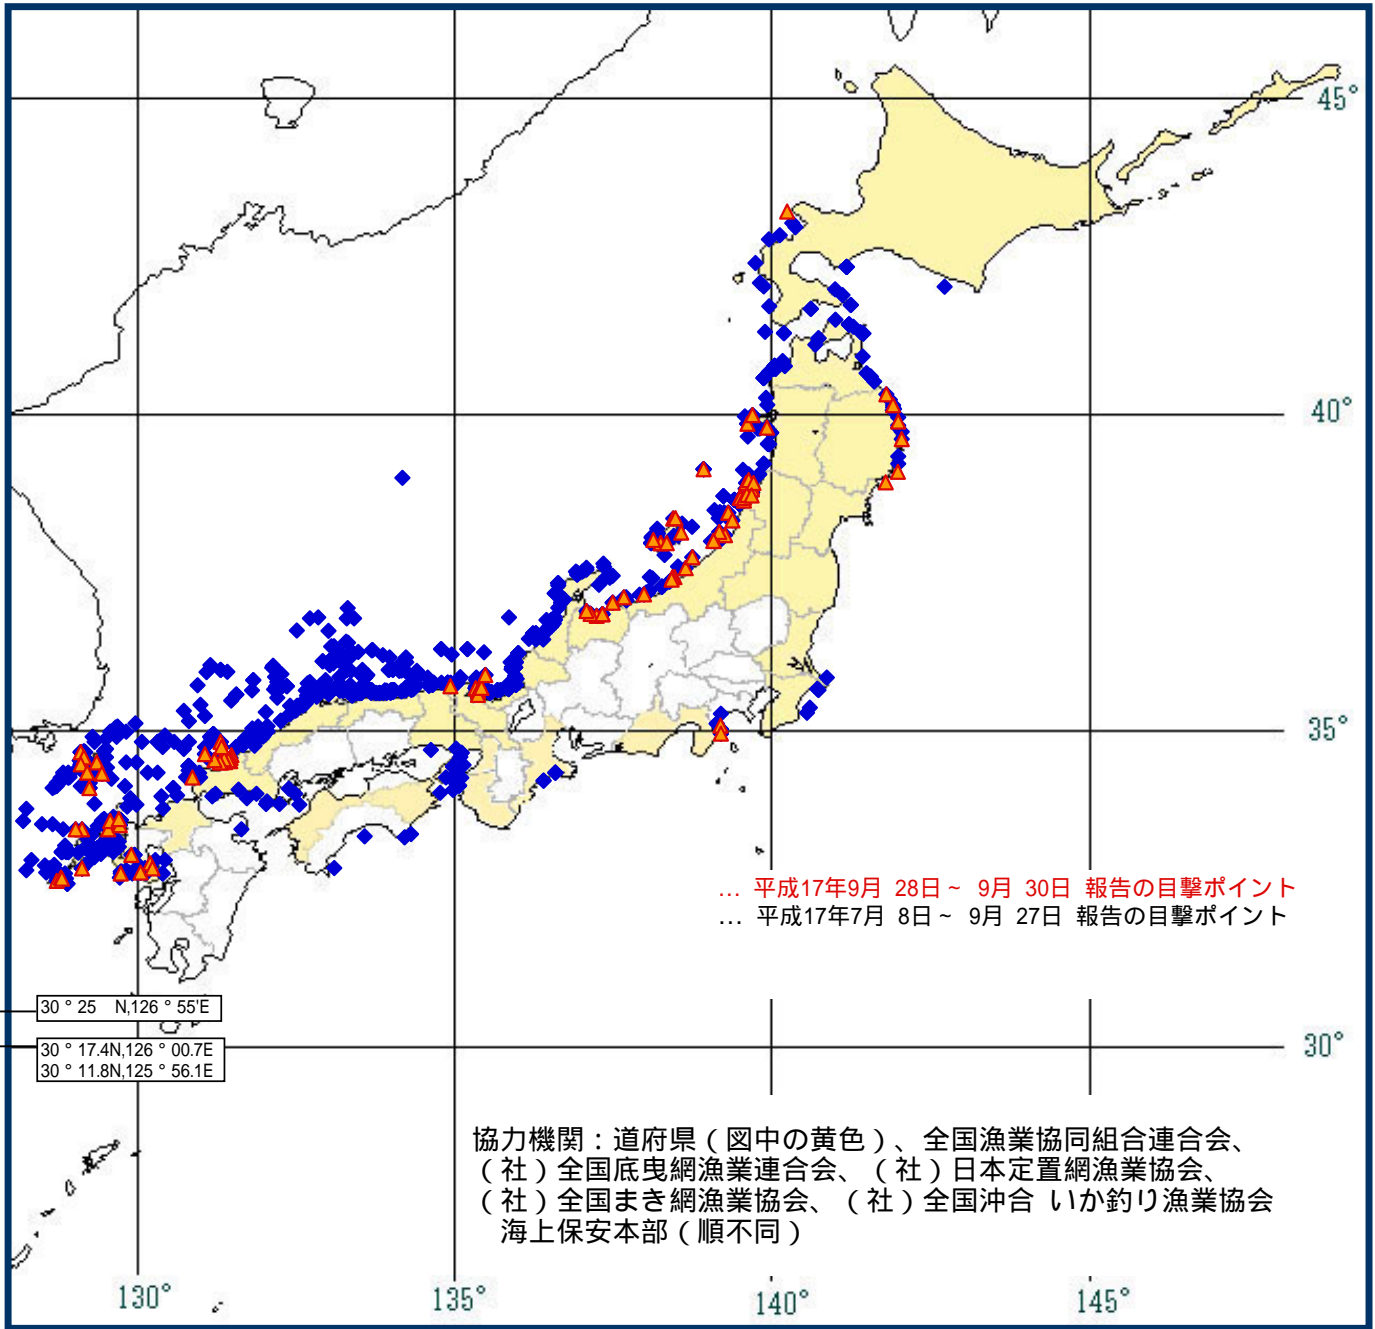 45°
40°
35°
... 平成17年9月 28日～ 9月 30日 報告の目撃ポイント
... 平成17年7月 8日～ 9月 27日 報告の目撃ポイント
30 ° 25 N,126 ° 55'E
30 ° 17.4N,126 ° 00.7E
30 ° 11.8N,125 ° 56.1E
30°
協力機関：道府県（図中の黄色）、全国漁業協同組合連合会、
（社）全国底曳網漁業連合会、（社）日本定置網漁業協会、
（社）全国まき網漁業協会、（社）全国沖合 いか釣り漁業協会
海上保安本部（順不同）
130° 135° 140° 145°